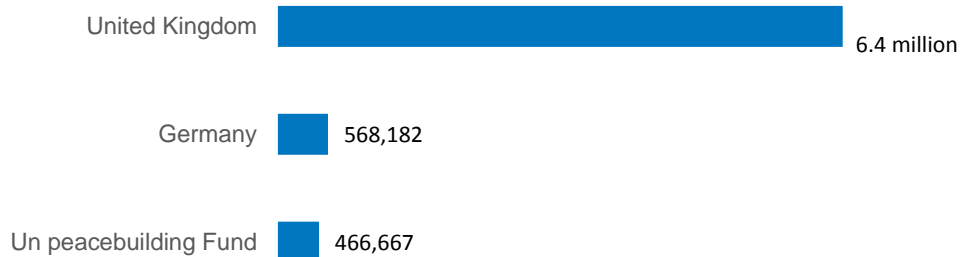 United Kingdom
6.4 million
Germany
568,182
Un peacebuilding Fund
466,667